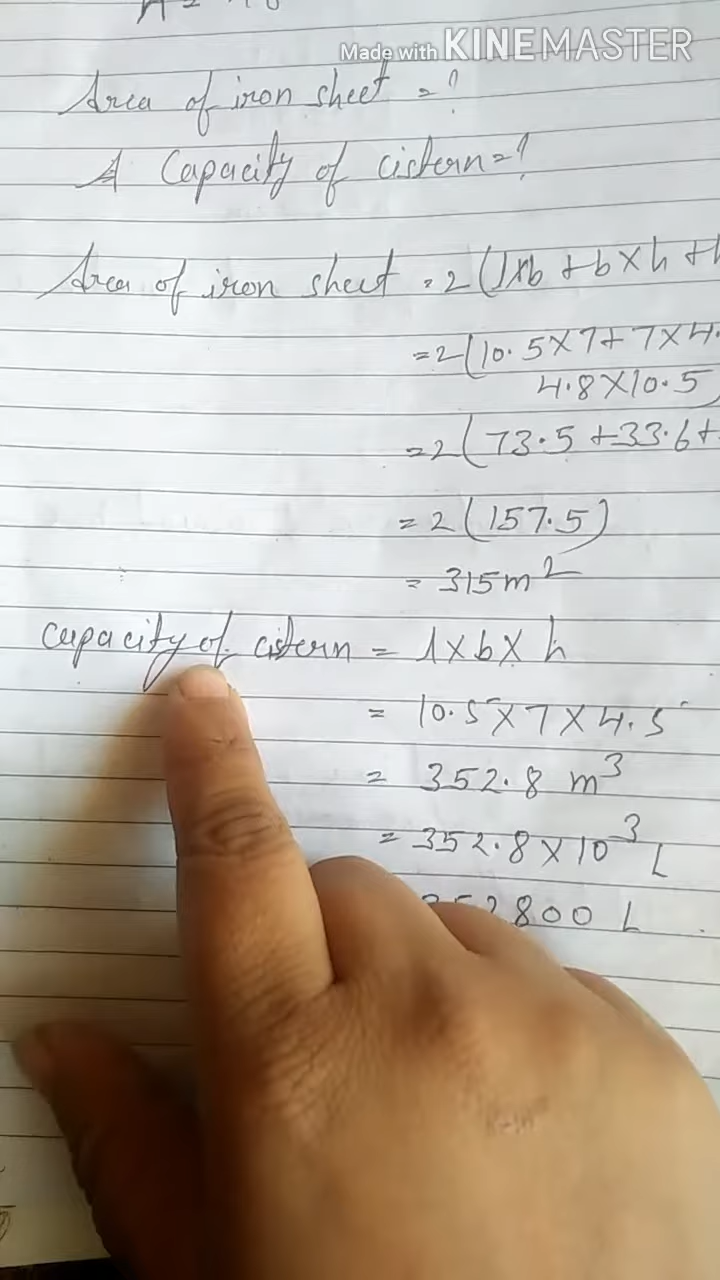 Made with KINEMASTER
Area of iron sheet = ?
A Capacity of cistern = ?
Area of iron sheet = 2 (l×b + b×h + h
= 2 (10.5×7 + 7×4.
4.8×10.5)
= 2 (73.5 + 33.6 +
= 2 (157.5)
= 315 m²
capacity of cistern = l×b×h
= 10.5×7×4.5
= 352.8 m³
= 352.8×10³ L
352800 L